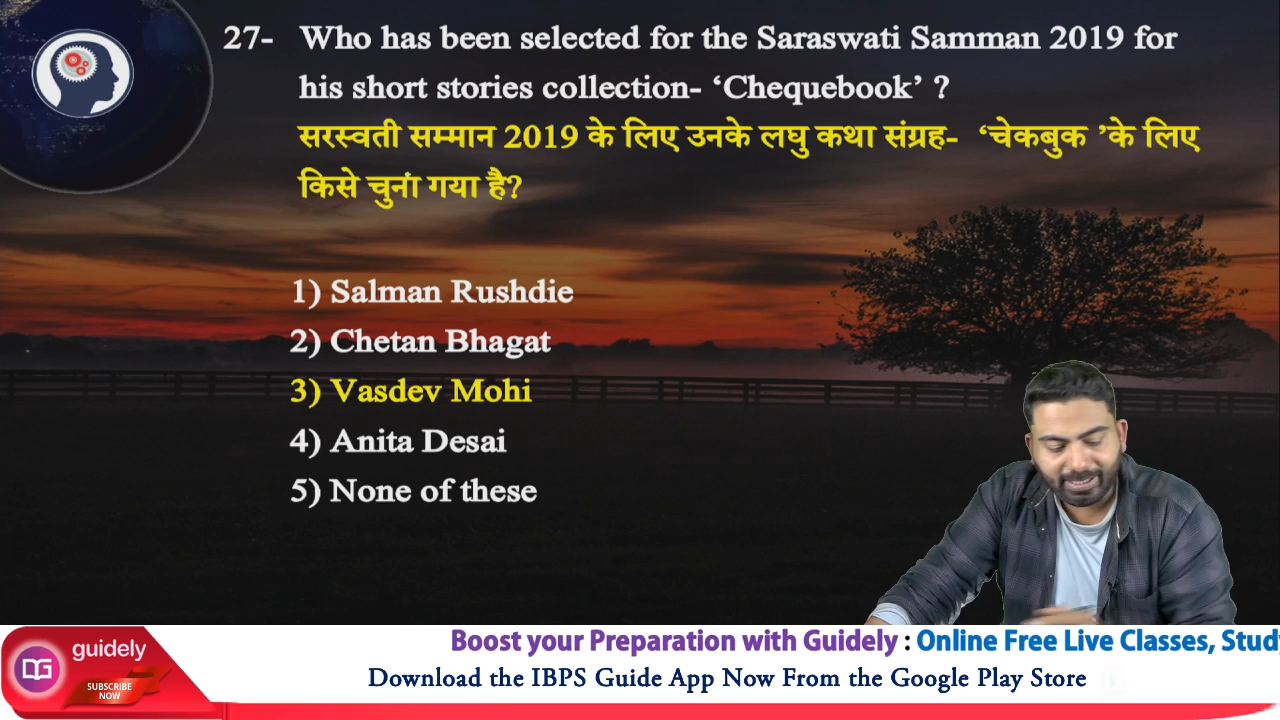 27- Who has been selected for the Saraswati Samman 2019 for
his short stories collection- ‘Chequebook’ ?
सरस्वती सम्मान 2019 के लिए उनके लघु कथा संग्रह- ‘चेकबुक ’के लिए
किसे चुना गया है?
1) Salman Rushdie
2) Chetan Bhagat
3) Vasdev Mohi
4) Anita Desai
5) None of these
guidely
SUBSCRIBE
NOW
Boost your Preparation with Guidely : Online Free Live Classes, Study
Download the IBPS Guide App Now From the Google Play Store